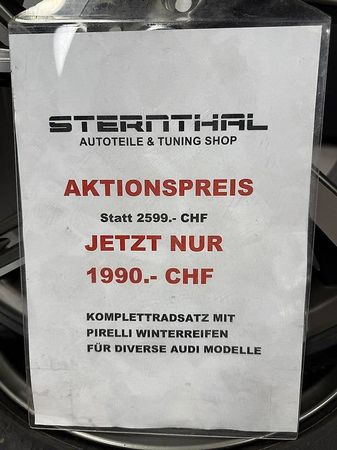 STERNTHAL
AUTOTEILE & TUNING SHOP
AKTIONSPREIS
Statt 2599.- CHF
JETZT NUR
1990.- CHF
KOMPLETTRADSATZ MIT
PIRELLI WINTERREIFEN
FÜR DIVERSE AUDI MODELLE